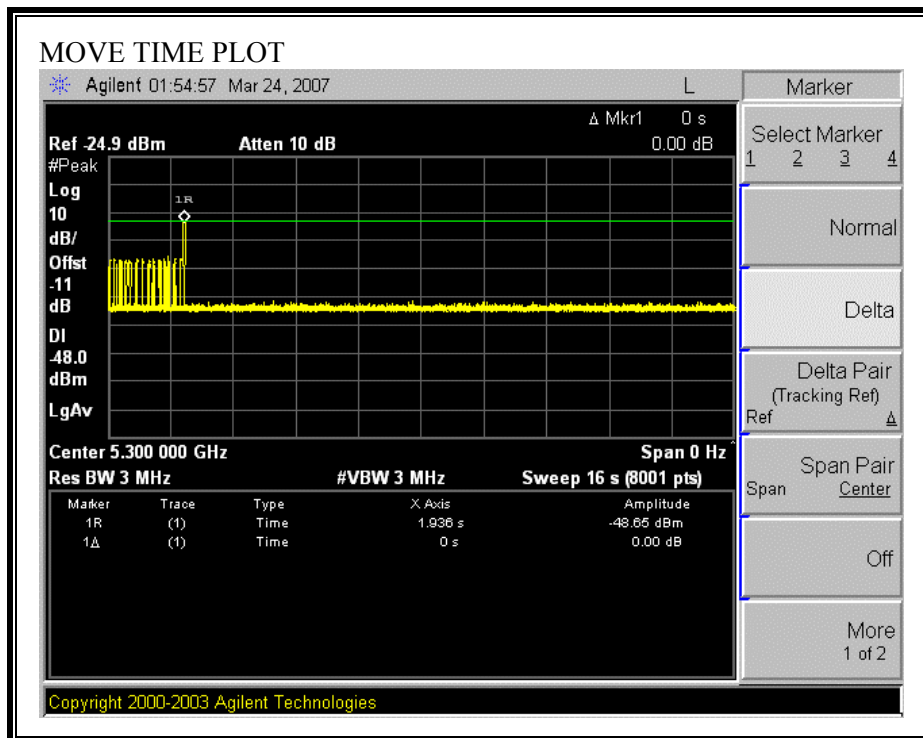 MOVE TIME PLOT
Agilent 01:54:57 Mar 24, 2007 L
Δ Mkr1 0 s
Ref -24.9 dBm Atten 10 dB 0.00 dB
#Peak
Log
10
dB/
Offst
-11
dB
DI
-48.0
dBm
LgAv
1R
Center 5.300 000 GHz Span 0 Hz^
Res BW 3 MHz #VBW 3 MHz Sweep 16 s (8001 pts)
Marker Trace Type X Axis Amplitude
1R (1) Time 1.936 s -48.65 dBm
1Δ (1) Time 0 s 0.00 dB
Copyright 2000-2003 Agilent Technologies
Marker
Select Marker
1 2 3 4
Normal
Delta
Delta Pair
(Tracking Ref)
Ref Δ
Span Pair
Span Center
Off
More
1 of 2